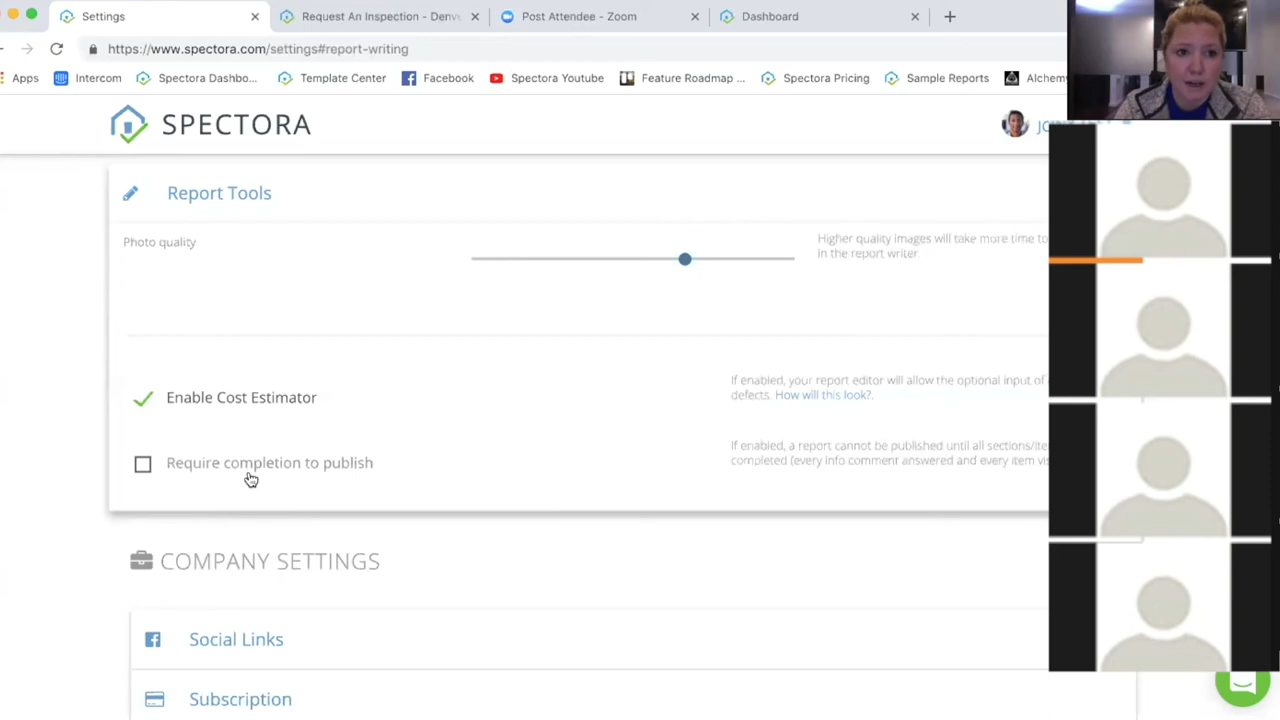 Settings
Request An Inspection - Denv
Post Attendee - Zoom
Dashboard
https://www.spectora.com/settings#report-writing
Apps
Intercom
Spectora Dashbo...
Template Center
Facebook
Spectora Youtube
Feature Roadmap ...
Spectora Pricing
Sample Reports
Alchem
SPECTORA
Report Tools
Photo quality
Higher quality images will take more time to
in the report writer.
Enable Cost Estimator
If enabled, your report editor will allow the optional input of
defects. How will this look?.
Require completion to publish
If enabled, a report cannot be published until all sections/ite
completed (every info comment answered and every item vis
COMPANY SETTINGS
Social Links
Subscription